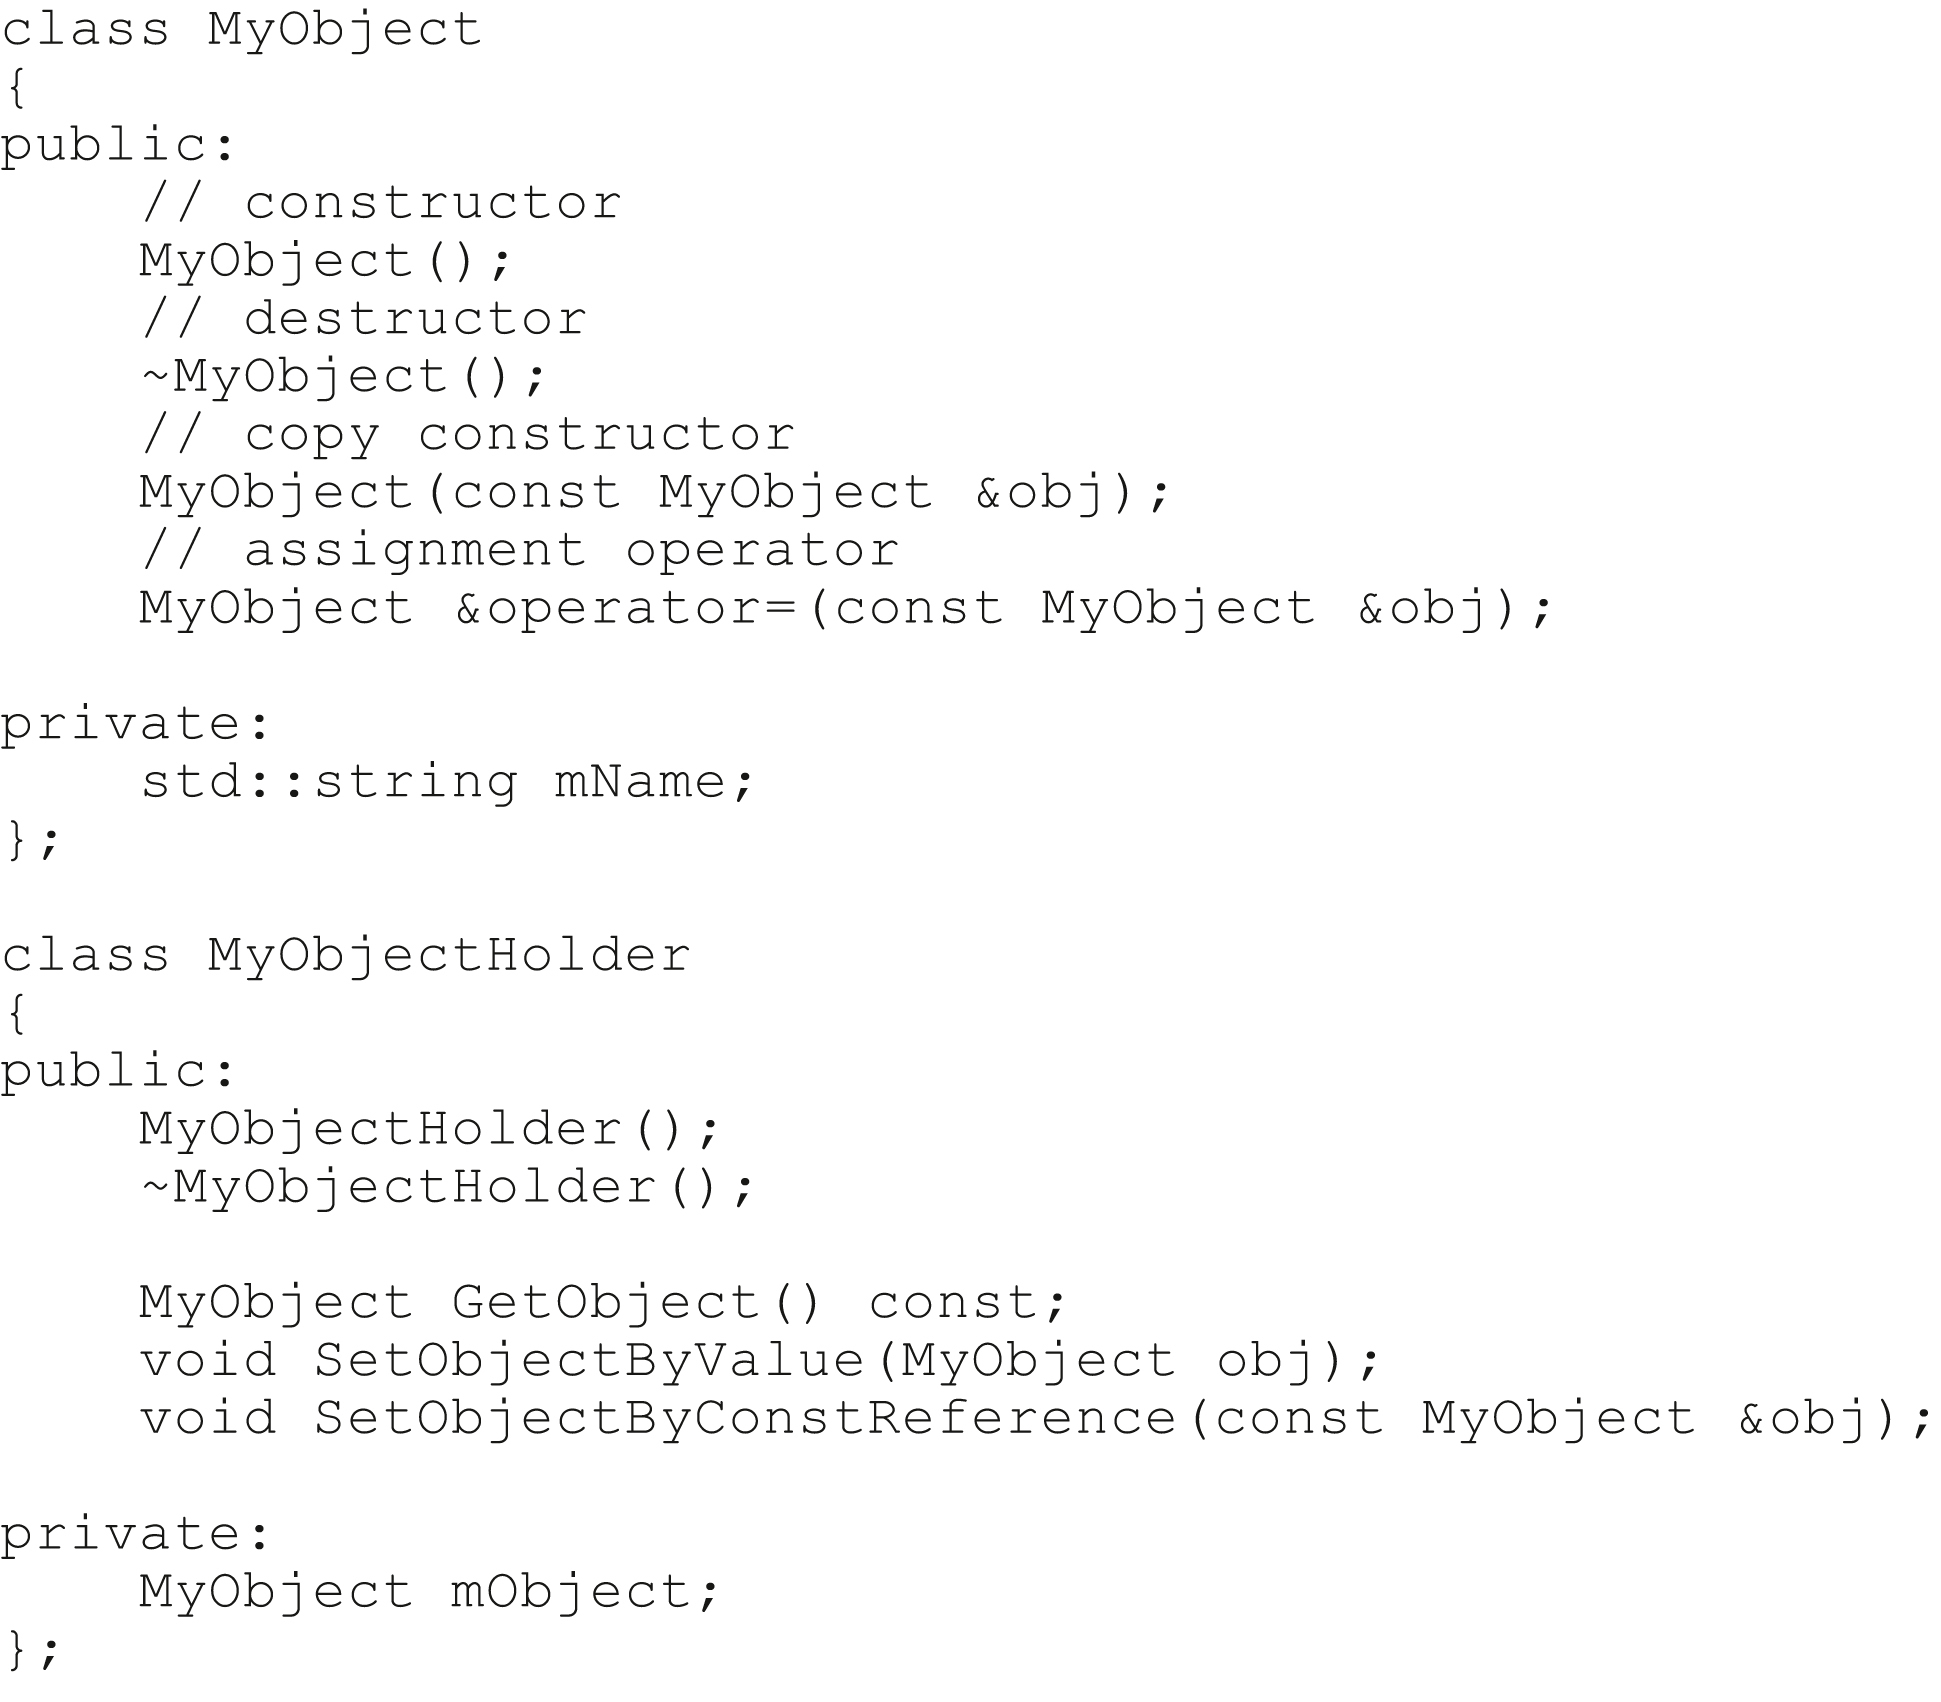 class MyObject
{
public:
    // constructor
    MyObject();
    // destructor
    ~MyObject();
    // copy constructor
    MyObject(const MyObject &obj);
    // assignment operator
    MyObject &operator=(const MyObject &obj);

private:
    std::string mName;
};

class MyObjectHolder
{
public:
    MyObjectHolder();
    ~MyObjectHolder();

    MyObject GetObject() const;
    void SetObjectByValue(MyObject obj);
    void SetObjectByConstReference(const MyObject &obj);

private:
    MyObject mObject;
};